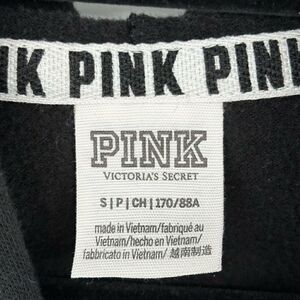 NK PINK PINK
PINK
VICTORIA'S SECRET
S | P | CH | 170/88A
made in Vietnam/fabriqué au
Vietnam/hecho en Vietnam/
fabbricato in Vietnam/ 越南制造